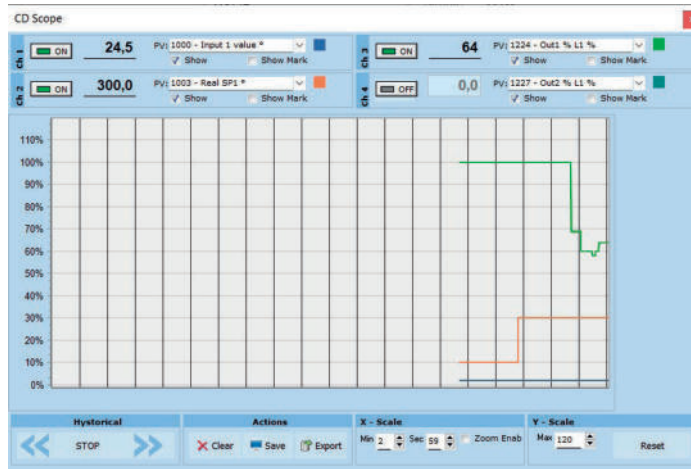 CD Scope
Ch 1 ON 24,5 PV: 1000 - Input 1 value *
Show Show Mark
Ch 3 ON 64 PV: 1224 - Out1 % L1 %
Show Show Mark
Ch 2 ON 300,0 PV: 1003 - Real SP1 *
Show Show Mark
Ch 4 OFF 0,0 PV: 1227 - Out2 % L1 %
Show Show Mark
110%
100%
90%
80%
70%
60%
50%
40%
30%
20%
10%
0%
Hystorical Actions X - Scale Y - Scale
STOP Clear Save Export Min 2 Sec 59 Zoom Enab Max 120 Reset